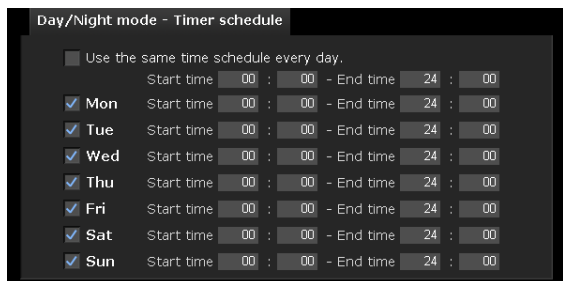 Day/Night mode - Timer schedule
Use the same time schedule every day.
Start time 00 : 00 - End time 24 : 00
Mon Start time 00 : 00 - End time 24 : 00
Tue Start time 00 : 00 - End time 24 : 00
Wed Start time 00 : 00 - End time 24 : 00
Thu Start time 00 : 00 - End time 24 : 00
Fri Start time 00 : 00 - End time 24 : 00
Sat Start time 00 : 00 - End time 24 : 00
Sun Start time 00 : 00 - End time 24 : 00